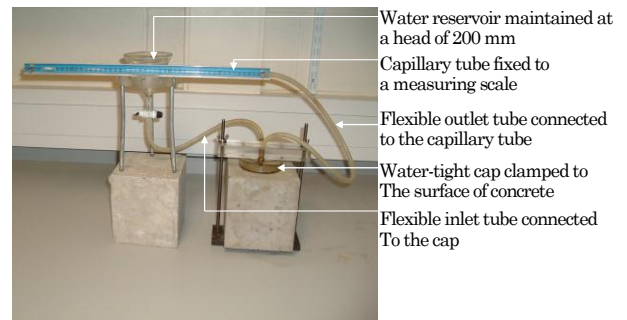 Water reservoir maintained at
a head of 200 mm
Capillary tube fixed to
a measuring scale
Flexible outlet tube connected
to the capillary tube
Water-tight cap clamped to
The surface of concrete
Flexible inlet tube connected
To the cap